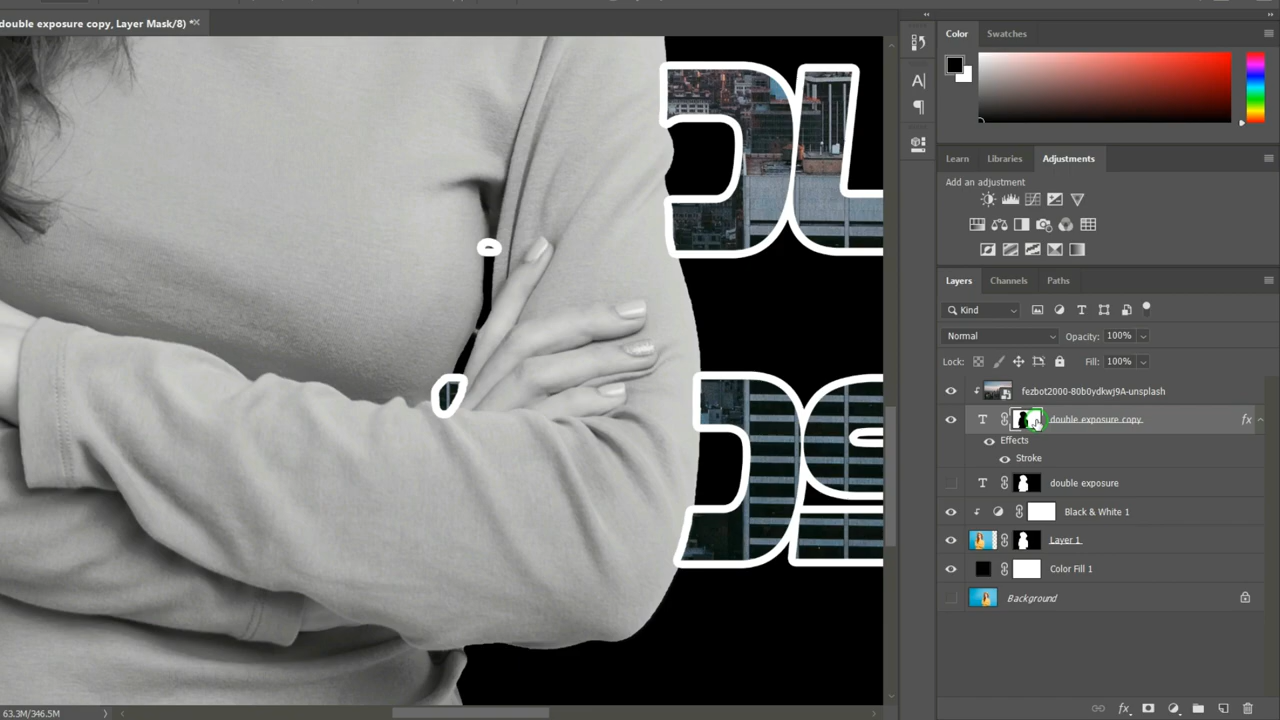 double exposure copy, Layer Mask/8) *
Color
Swatches
Learn
Libraries
Adjustments
Add an adjustment
Layers
Channels
Paths
Kind
Normal
Opacity: 100%
Lock:
Fill: 100%
fezbot2000-80b0ydkwj9A-unsplash
double exposure copy
fx
Effects
Stroke
double exposure
Black & White 1
Layer 1
Color Fill 1
Background
63.3M/346.5M